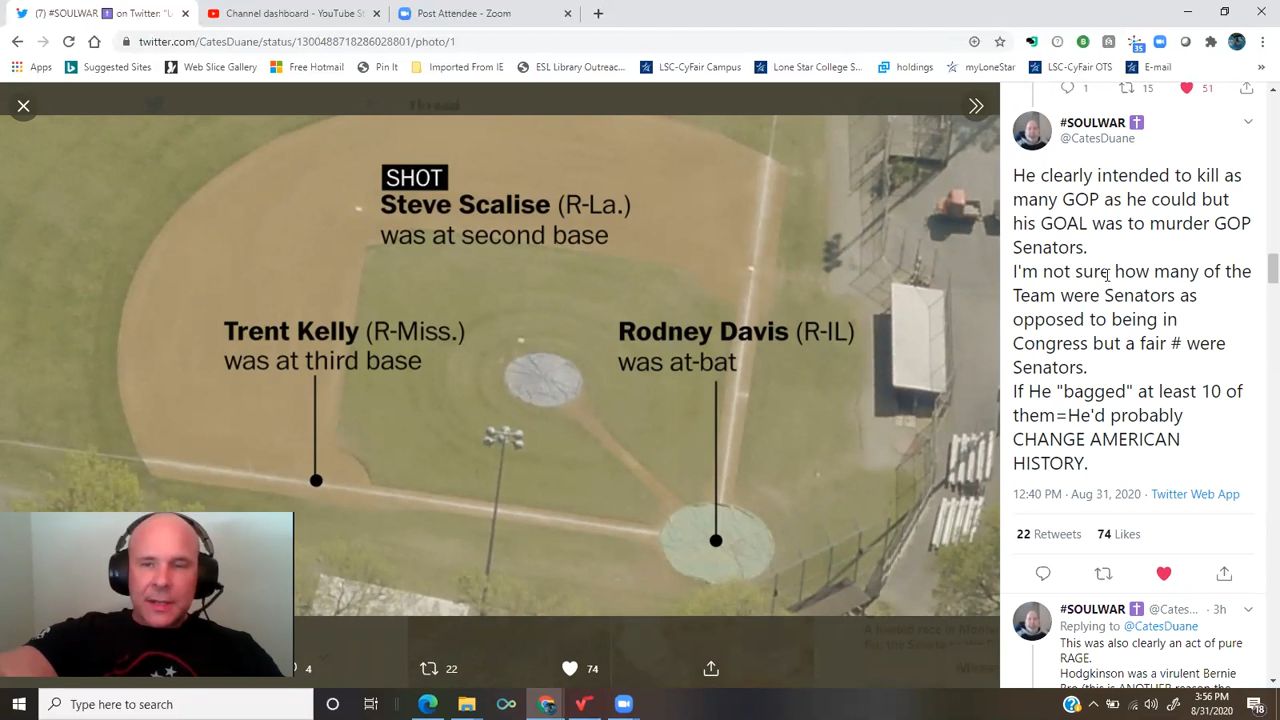 (7) #SOULWAR ✝ on Twitter: "L
Channel dashboard - YouTube St
Post Attendee - Zoom
twitter.com/CatesDuane/status/1300488718286028801/photo/1
35
Apps
Suggested Sites
Web Slice Gallery
Free Hotmail
Pin It
Imported From IE
ESL Library Outreac...
LSC-CyFair Campus
Lone Star College S...
holdings
myLoneStar
LSC-CyFair OTS
E-mail
Thread
SHOT
Steve Scalise (R-La.)
was at second base
Trent Kelly (R-Miss.)
was at third base
Rodney Davis (R-IL)
was at-bat
4
22
74
1
15
51
#SOULWAR ✝
@CatesDuane
He clearly intended to kill as
many GOP as he could but
his GOAL was to murder GOP
Senators.
I'm not sure how many of the
Team were Senators as
opposed to being in
Congress but a fair # were
Senators.
If He "bagged" at least 10 of
them=He'd probably
CHANGE AMERICAN
HISTORY.
12:40 PM · Aug 31, 2020 · Twitter Web App
22 Retweets 74 Likes
#SOULWAR ✝ @Cates... · 3h
Replying to @CatesDuane
This was also clearly an act of pure
RAGE.
Hodgkinson was a virulent Bernie
Type here to search
3:56 PM
8/31/2020
18